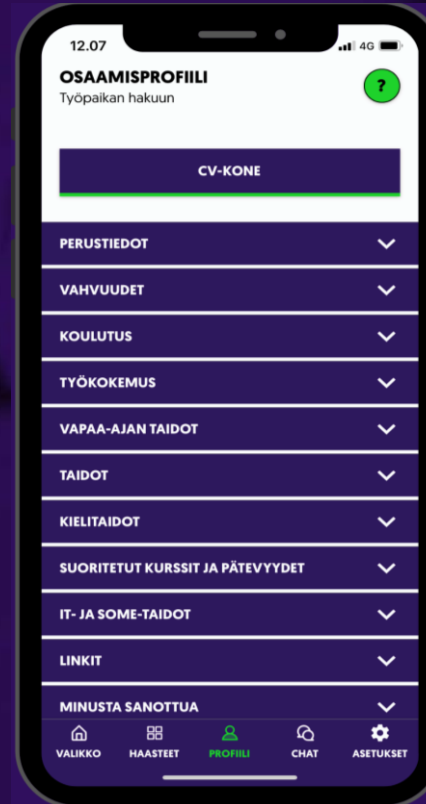 12.07
4G
OSAAMISPROFIILI
Työpaikan hakuun
?
CV-KONE
PERUSTIEDOT
VAHVUUDET
KOULUTUS
TYÖKOKEMUS
VAPAA-AJAN TAIDOT
TAIDOT
KIELITAIDOT
SUORITETUT KURSSIT JA PÄTEVYYDET
IT- JA SOME-TAIDOT
LINKIT
MINUSTA SANOTTUA
VALIKKO HAASTEET PROFIILI CHAT ASETUKSET